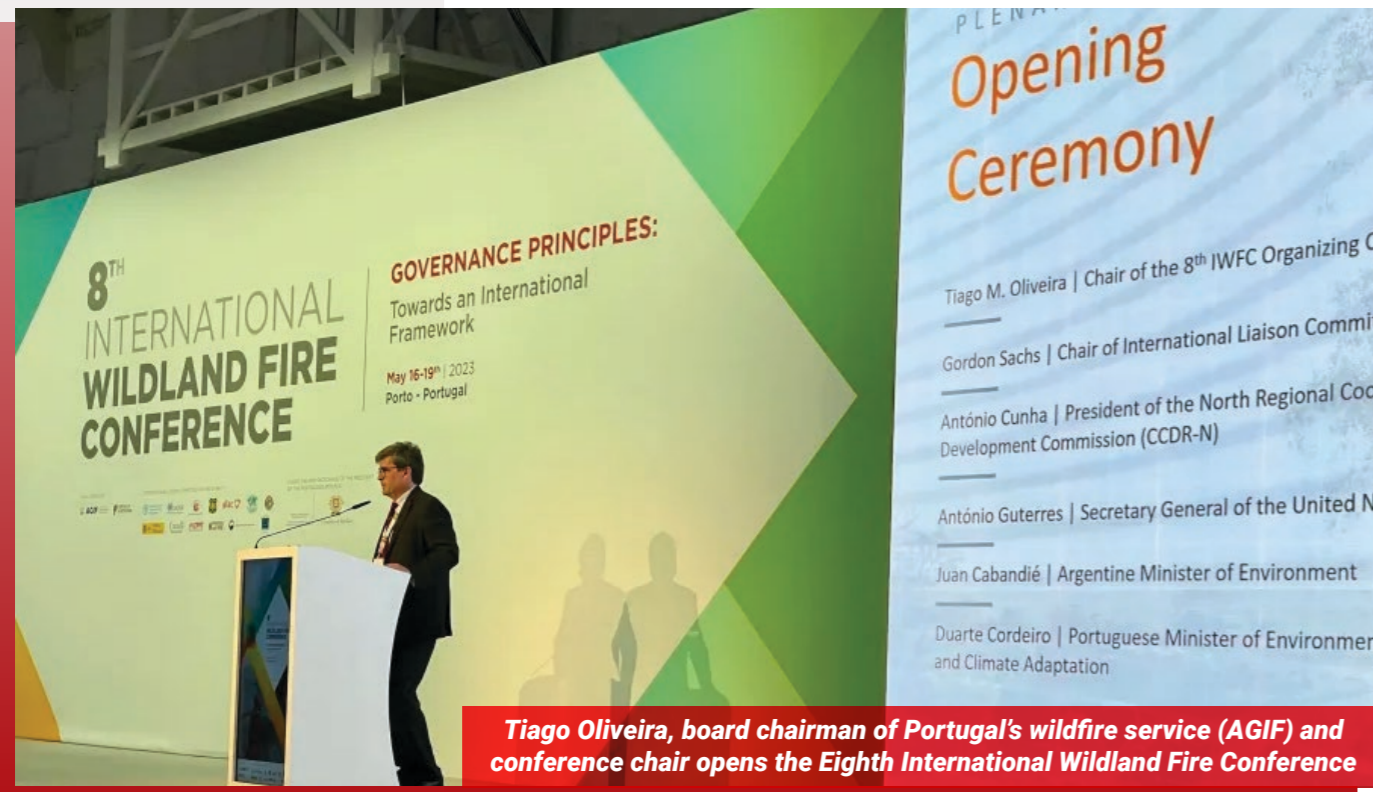 8TH
INTERNATIONAL
WILDLAND FIRE
CONFERENCE
GOVERNANCE PRINCIPLES:
Towards an International
Framework
May 16-19th | 2023
Porto - Portugal
AGIF
Opening
Ceremony
Tiago M. Oliveira | Chair of the 8th IWFC Organizing
Gordon Sachs | Chair of International Liaison
António Cunha | President of the North Regional
Development Commission (CCDR-N)
António Guterres | Secretary General of the United
Juan Cabandié | Argentine Minister of Environment
Duarte Cordeiro | Portuguese Minister of
and Climate Adaptation
Tiago Oliveira, board chairman of Portugal’s wildfire service (AGIF) and
conference chair opens the Eighth International Wildland Fire Conference